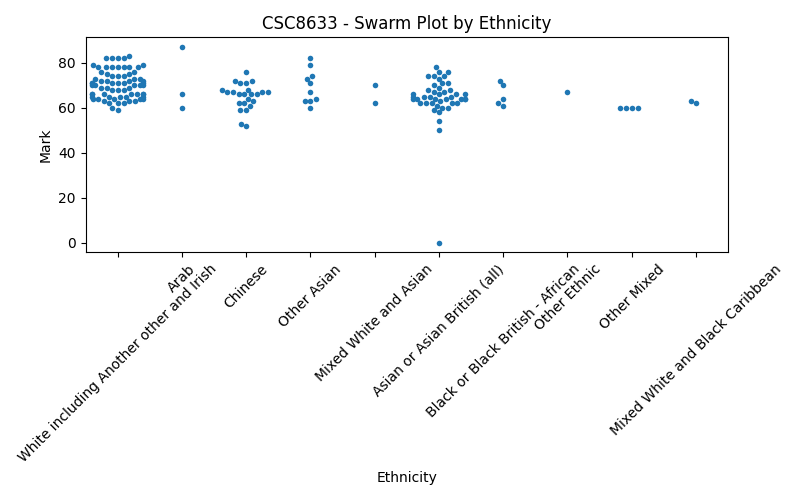 CSC8633 - Swarm Plot by Ethnicity
Mark
80
60
40
20
0
White including Another other and Irish
Arab
Chinese
Other Asian
Mixed White and Asian
Asian or Asian British (all)
Black or Black British - African
Other Ethnic
Other Mixed
Mixed White and Black Caribbean
Ethnicity